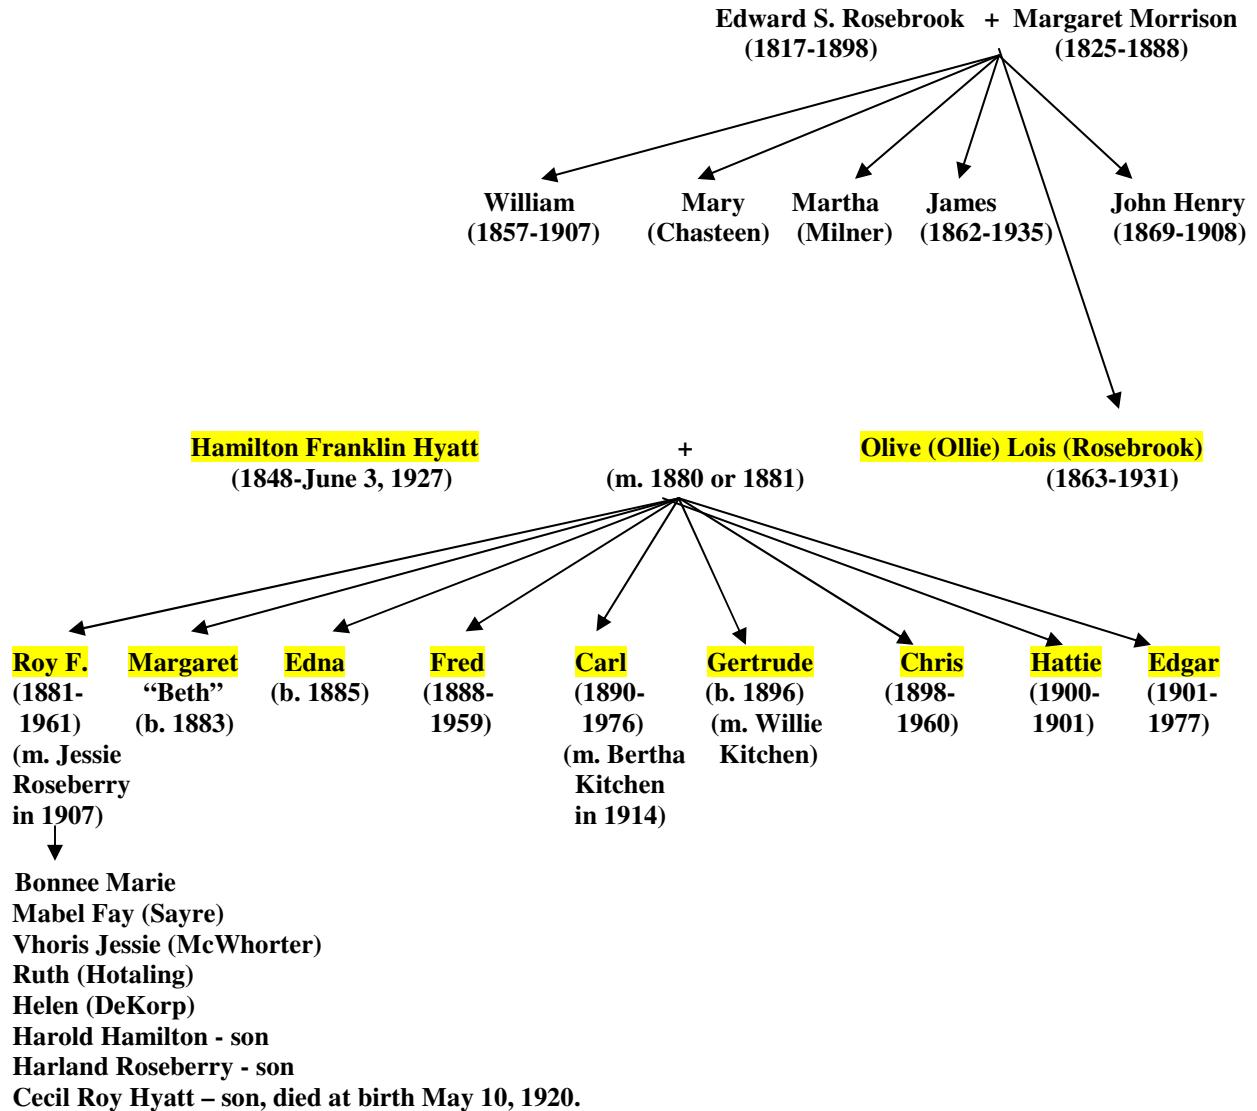 Edward S. Rosebrook + Margaret Morrison
(1817-1898) (1825-1888)
William Mary Martha James John Henry
(1857-1907) (Chasteen) (Milner) (1862-1935) (1869-1908)
Hamilton Franklin Hyatt + Olive (Ollie) Lois (Rosebrook)
(1848-June 3, 1927) (m. 1880 or 1881) (1863-1931)
Roy F. Margaret Edna Fred Carl Gertrude Chris Hattie Edgar
(1881- “Beth” (b. 1885) (1888- (1890- (b. 1896) (1898- (1900- (1901-
1961) (b. 1883) 1959) 1976) (m. Willie 1960) 1901) 1977)
(m. Jessie (m. Bertha Kitchen)
Roseberry Kitchen
in 1907) in 1914)
Bonnee Marie
Mabel Fay (Sayre)
Vhoris Jessie (McWhorter)
Ruth (Hotaling)
Helen (DeKorp)
Harold Hamilton - son
Harland Roseberry - son
Cecil Roy Hyatt – son, died at birth May 10, 1920.